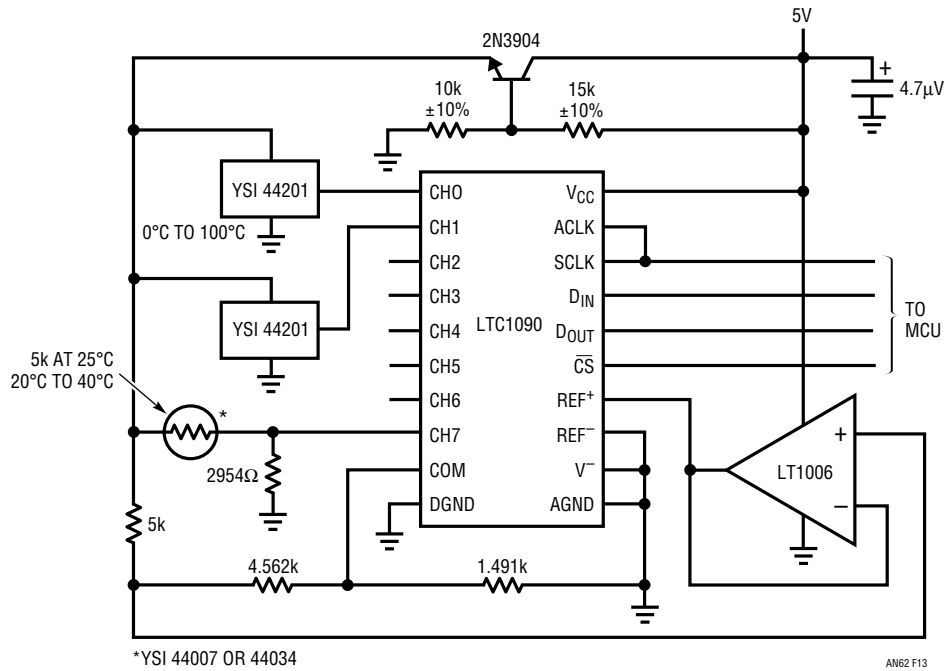 5V
2N3904
+
4.7μV
10k
±10%
15k
±10%
YSI 44201
0°C TO 100°C
YSI 44201
5k AT 25°C
20°C TO 40°C
*
2954Ω
5k
4.562k
1.491k
CHO
CH1
CH2
CH3
CH4
CH5
CH6
CH7
COM
DGND
LTC1090
VCC
ACLK
SCLK
DIN
DOUT
C̅S̅
REF+
REF–
V–
AGND
TO
MCU
+
LT1006
–
*YSI 44007 OR 44034
AN62 F13